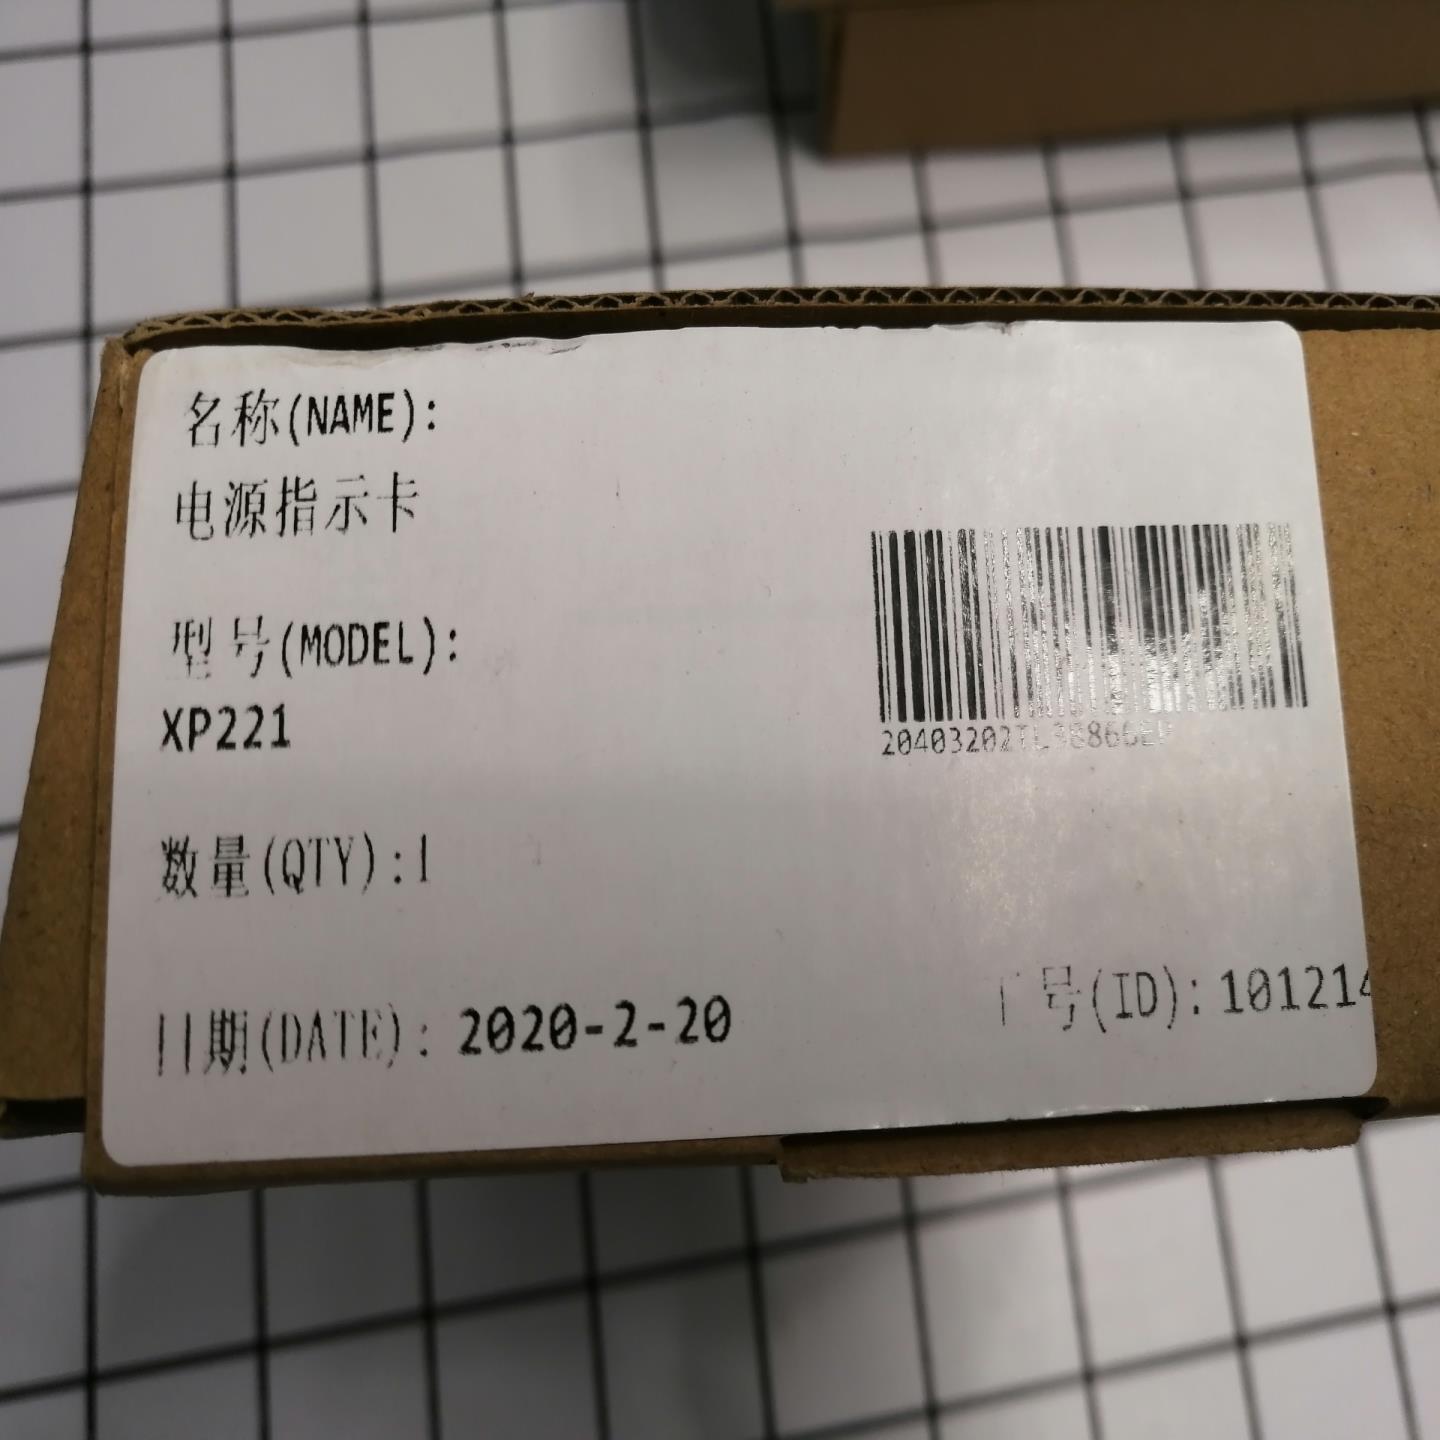 名称(NAME):
电源指示卡
型号(MODEL):
XP221
数量(QTY):1
日期(DATE): 2020-2-20
号(ID):101214